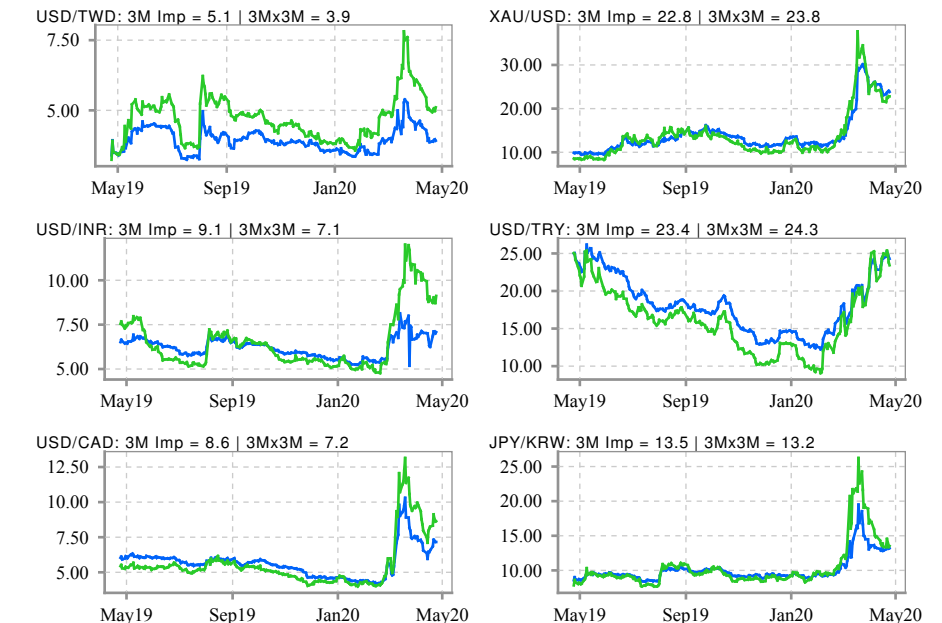 USD/TWD: 3M Imp = 5.1 | 3Mx3M = 3.9
7.50
5.00
May19 Sep19 Jan20 May20
XAU/USD: 3M Imp = 22.8 | 3Mx3M = 23.8
30.00
20.00
10.00
May19 Sep19 Jan20 May20
USD/INR: 3M Imp = 9.1 | 3Mx3M = 7.1
10.00
7.50
5.00
May19 Sep19 Jan20 May20
USD/TRY: 3M Imp = 23.4 | 3Mx3M = 24.3
25.00
20.00
15.00
10.00
May19 Sep19 Jan20 May20
USD/CAD: 3M Imp = 8.6 | 3Mx3M = 7.2
12.50
10.00
7.50
5.00
May19 Sep19 Jan20 May20
JPY/KRW: 3M Imp = 13.5 | 3Mx3M = 13.2
25.00
20.00
15.00
10.00
May19 Sep19 Jan20 May20